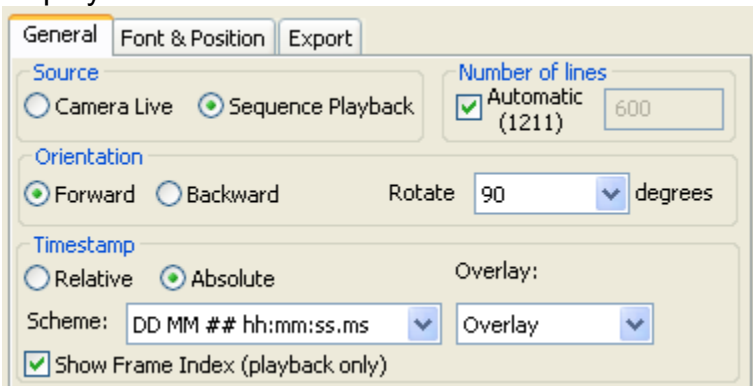 General Font & Position Export
Source Number of lines
Camera Live Sequence Playback Automatic (1211) 600
Orientation
Forward Backward Rotate 90 degrees
Timestamp
Relative Absolute Overlay:
Scheme: DD MM ## hh:mm:ss.ms Overlay
Show Frame Index (playback only)